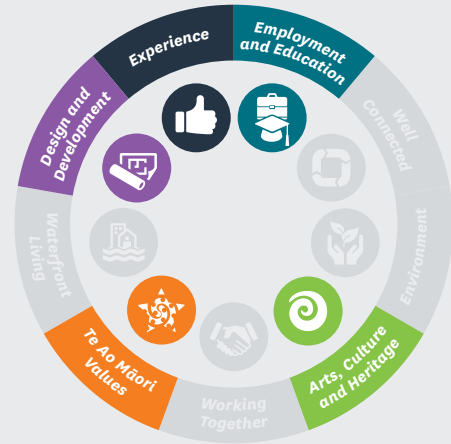 Experience
Employment
and Education
Well
Connected
Environment
Arts, Culture
and Heritage
Working
Together
Te Ao Māori
Values
Waterfront
Living
Design and
Development